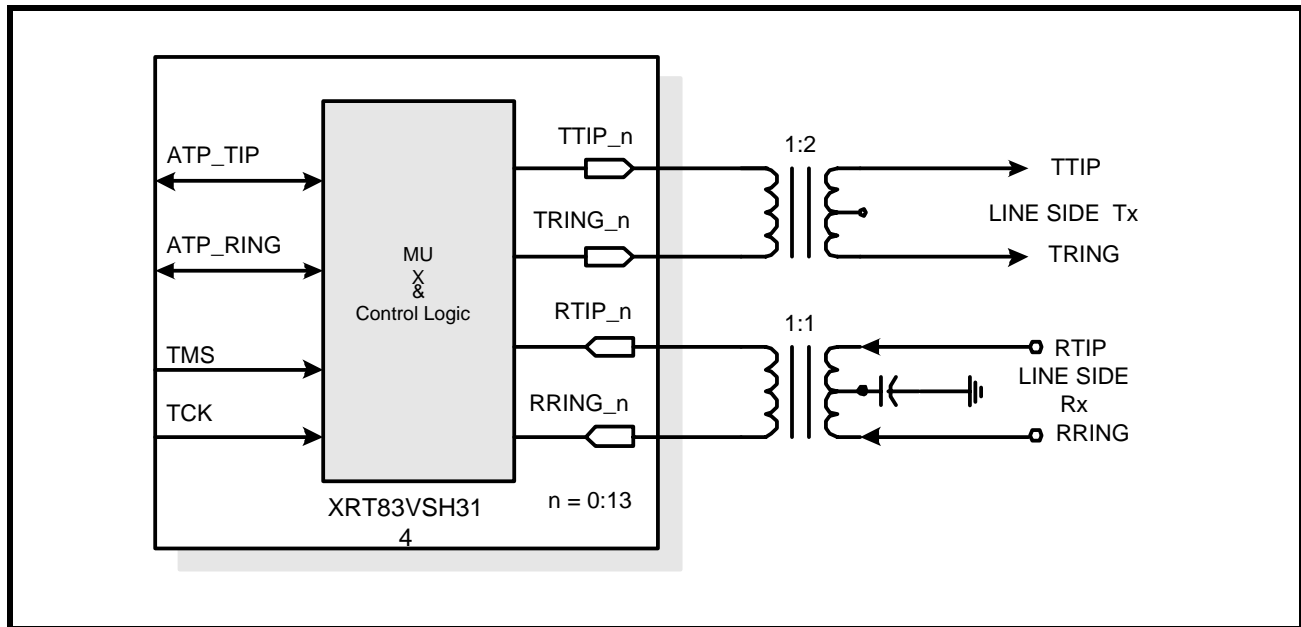 ATP_TIP
ATP_RING
TMS
TCK
MU
X
&
Control Logic
XRT83VSH31
4
TTIP_n
TRING_n
RTIP_n
RRING_n
n = 0:13
1:2
TTIP
LINE SIDE Tx
TRING
1:1
RTIP
LINE SIDE
Rx
RRING